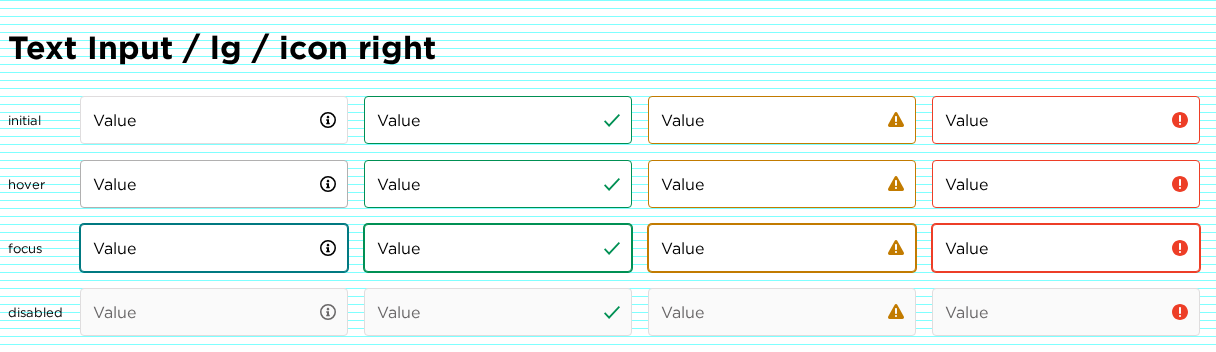 Text Input / lg / icon right
initial Value Value Value Value
hover Value Value Value Value
focus Value Value Value Value
disabled Value Value Value Value